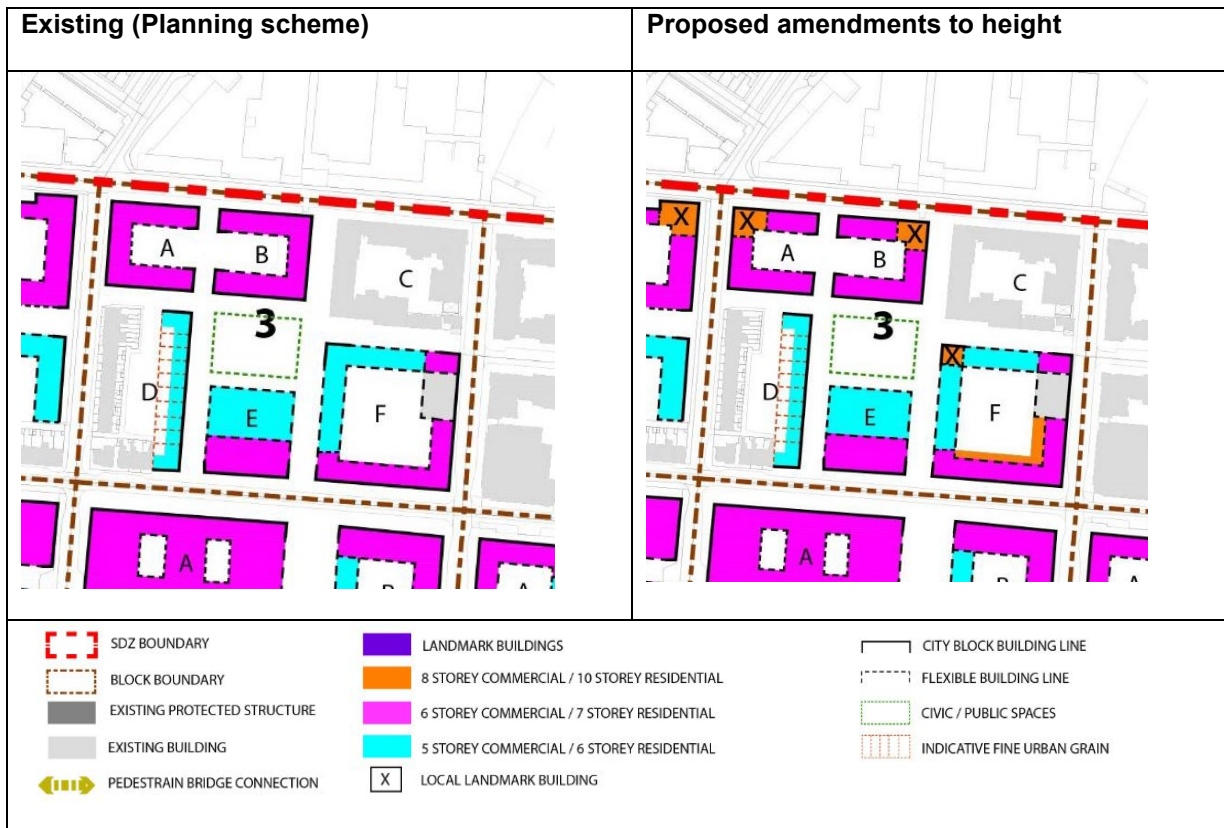 Existing (Planning scheme)
Proposed amendments to height
A
B
C
3
D
E
F
A
X
X
X
A
B
C
3
X
D
E
F
A
SDZ BOUNDARY
BLOCK BOUNDARY
EXISTING PROTECTED STRUCTURE
EXISTING BUILDING
PEDESTRAIN BRIDGE CONNECTION
LANDMARK BUILDINGS
8 STOREY COMMERCIAL / 10 STOREY RESIDENTIAL
6 STOREY COMMERCIAL / 7 STOREY RESIDENTIAL
5 STOREY COMMERCIAL / 6 STOREY RESIDENTIAL
X LOCAL LANDMARK BUILDING
CITY BLOCK BUILDING LINE
FLEXIBLE BUILDING LINE
CIVIC / PUBLIC SPACES
INDICATIVE FINE URBAN GRAIN